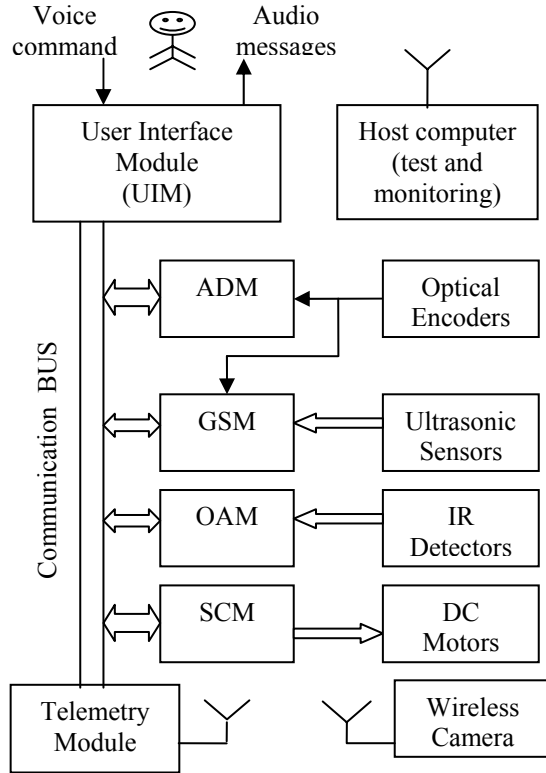 Voice
command
Audio
messages
User Interface
Module
(UIM)
Host computer
(test and
monitoring)
Communication BUS
ADM
Optical
Encoders
GSM
Ultrasonic
Sensors
OAM
IR
Detectors
SCM
DC
Motors
Telemetry
Module
Wireless
Camera